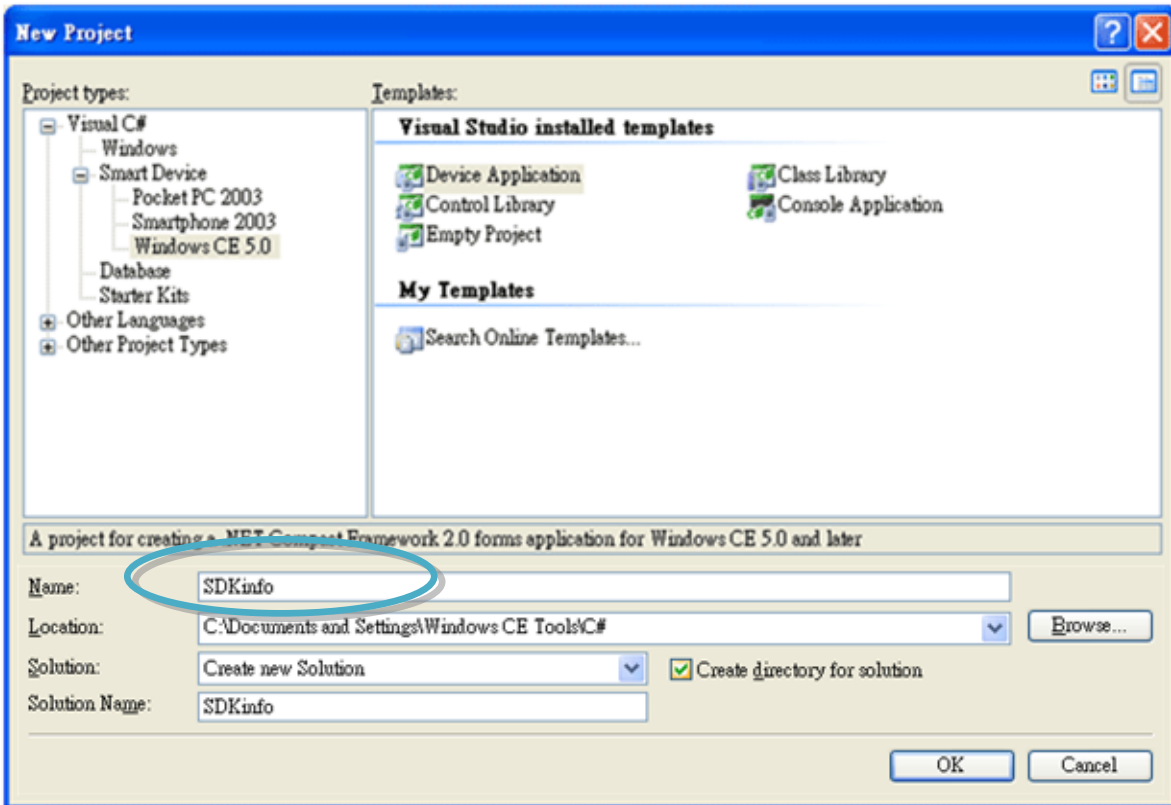 New Project
Project types:
Templates:
Visual C#
Windows
Smart Device
Pocket PC 2003
Smartphone 2003
Windows CE 5.0
Database
Starter Kits
Other Languages
Other Project Types
Visual Studio installed templates
Device Application
Class Library
Control Library
Console Application
Empty Project
My Templates
Search Online Templates...
A project for creating a .NET Compact Framework 2.0 forms application for Windows CE 5.0 and later
Name: SDKinfo
Location: C:\Documents and Settings\Windows CE Tools\C# Browse...
Solution: Create new Solution Create directory for solution
Solution Name: SDKinfo
OK Cancel